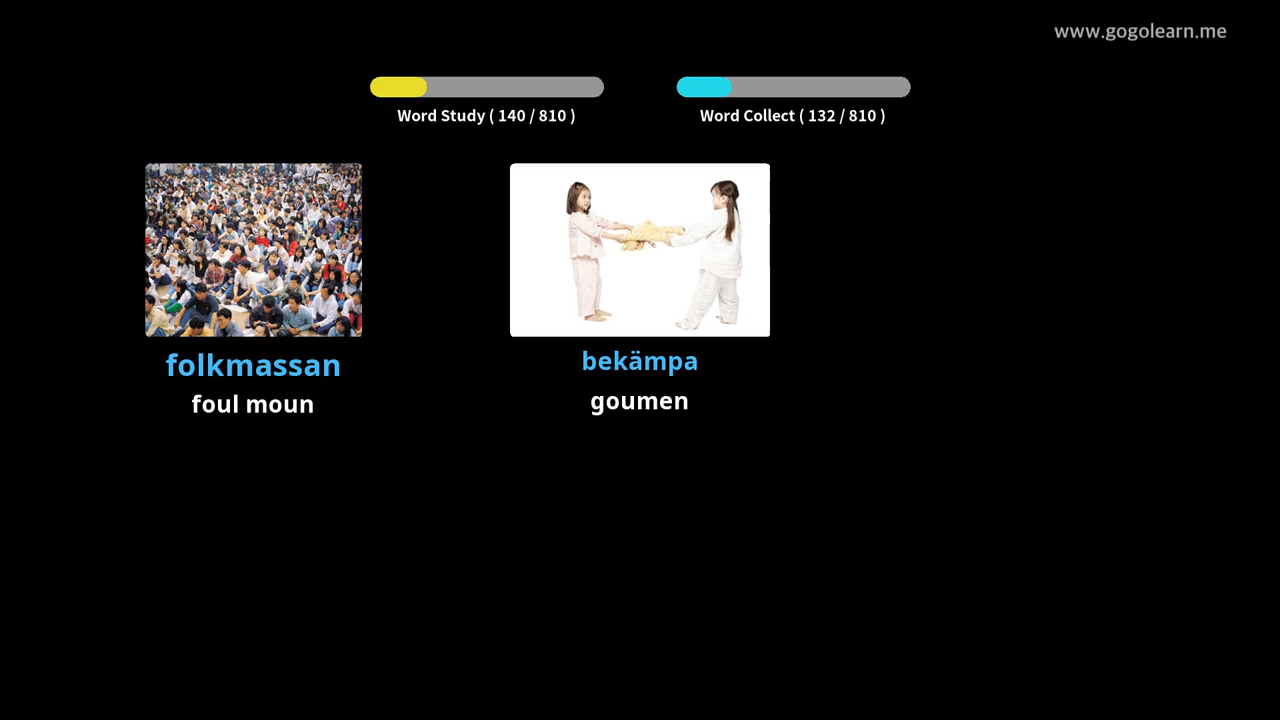 www.gogolearn.me
Word Study ( 140 / 810 )
Word Collect ( 132 / 810 )
folkmassan
foul moun
bekämpa
goumen